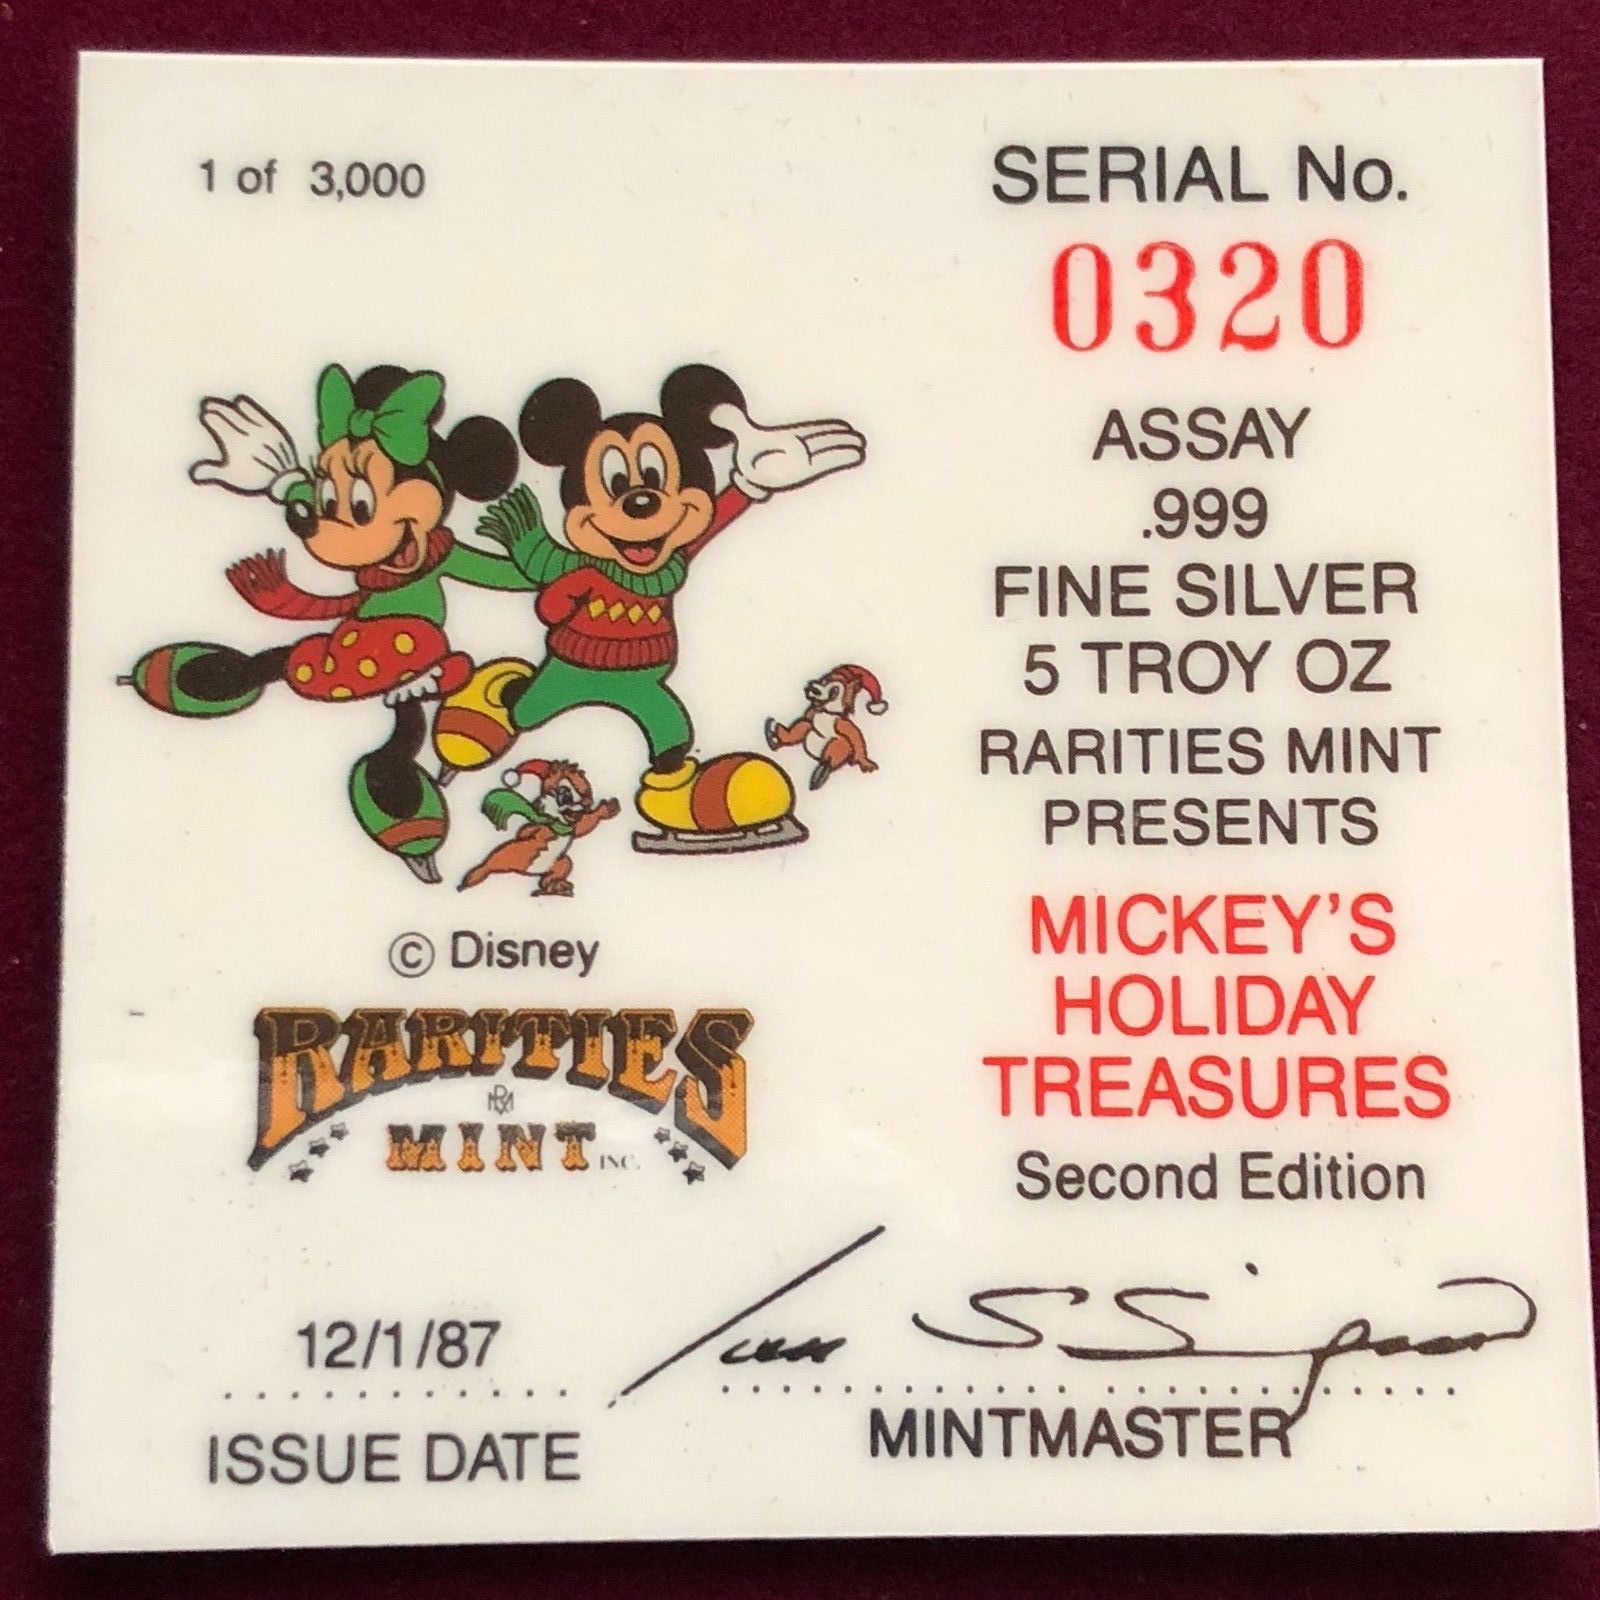 1 of 3,000
SERIAL No.
0320
ASSAY
.999
FINE SILVER
5 TROY OZ
RARITIES MINT
PRESENTS
MICKEY'S
HOLIDAY
TREASURES
Second Edition
© Disney
RARITIES
RM
MINT INC.
12/1/87
ISSUE DATE
MINTMASTER